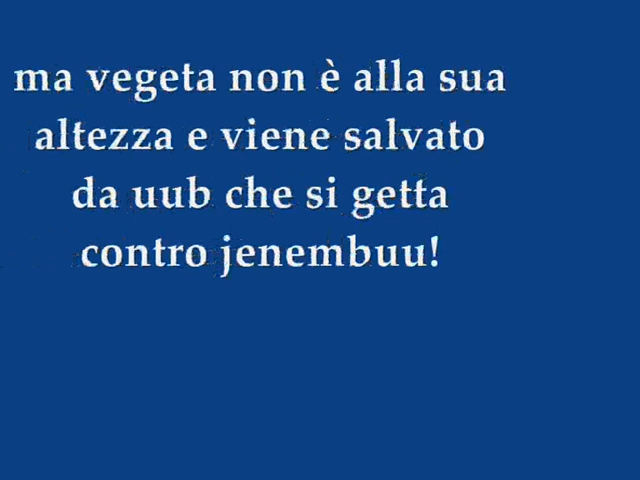 ma vegeta non è alla sua
altezza e viene salvato
da uub che si getta
contro jenembuu!